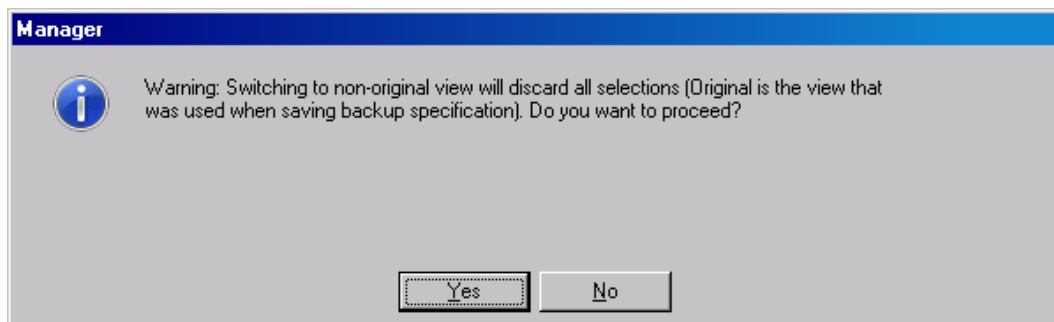 Manager
Warning: Switching to non-original view will discard all selections (Original is the view that
was used when saving backup specification). Do you want to proceed?
Yes
No